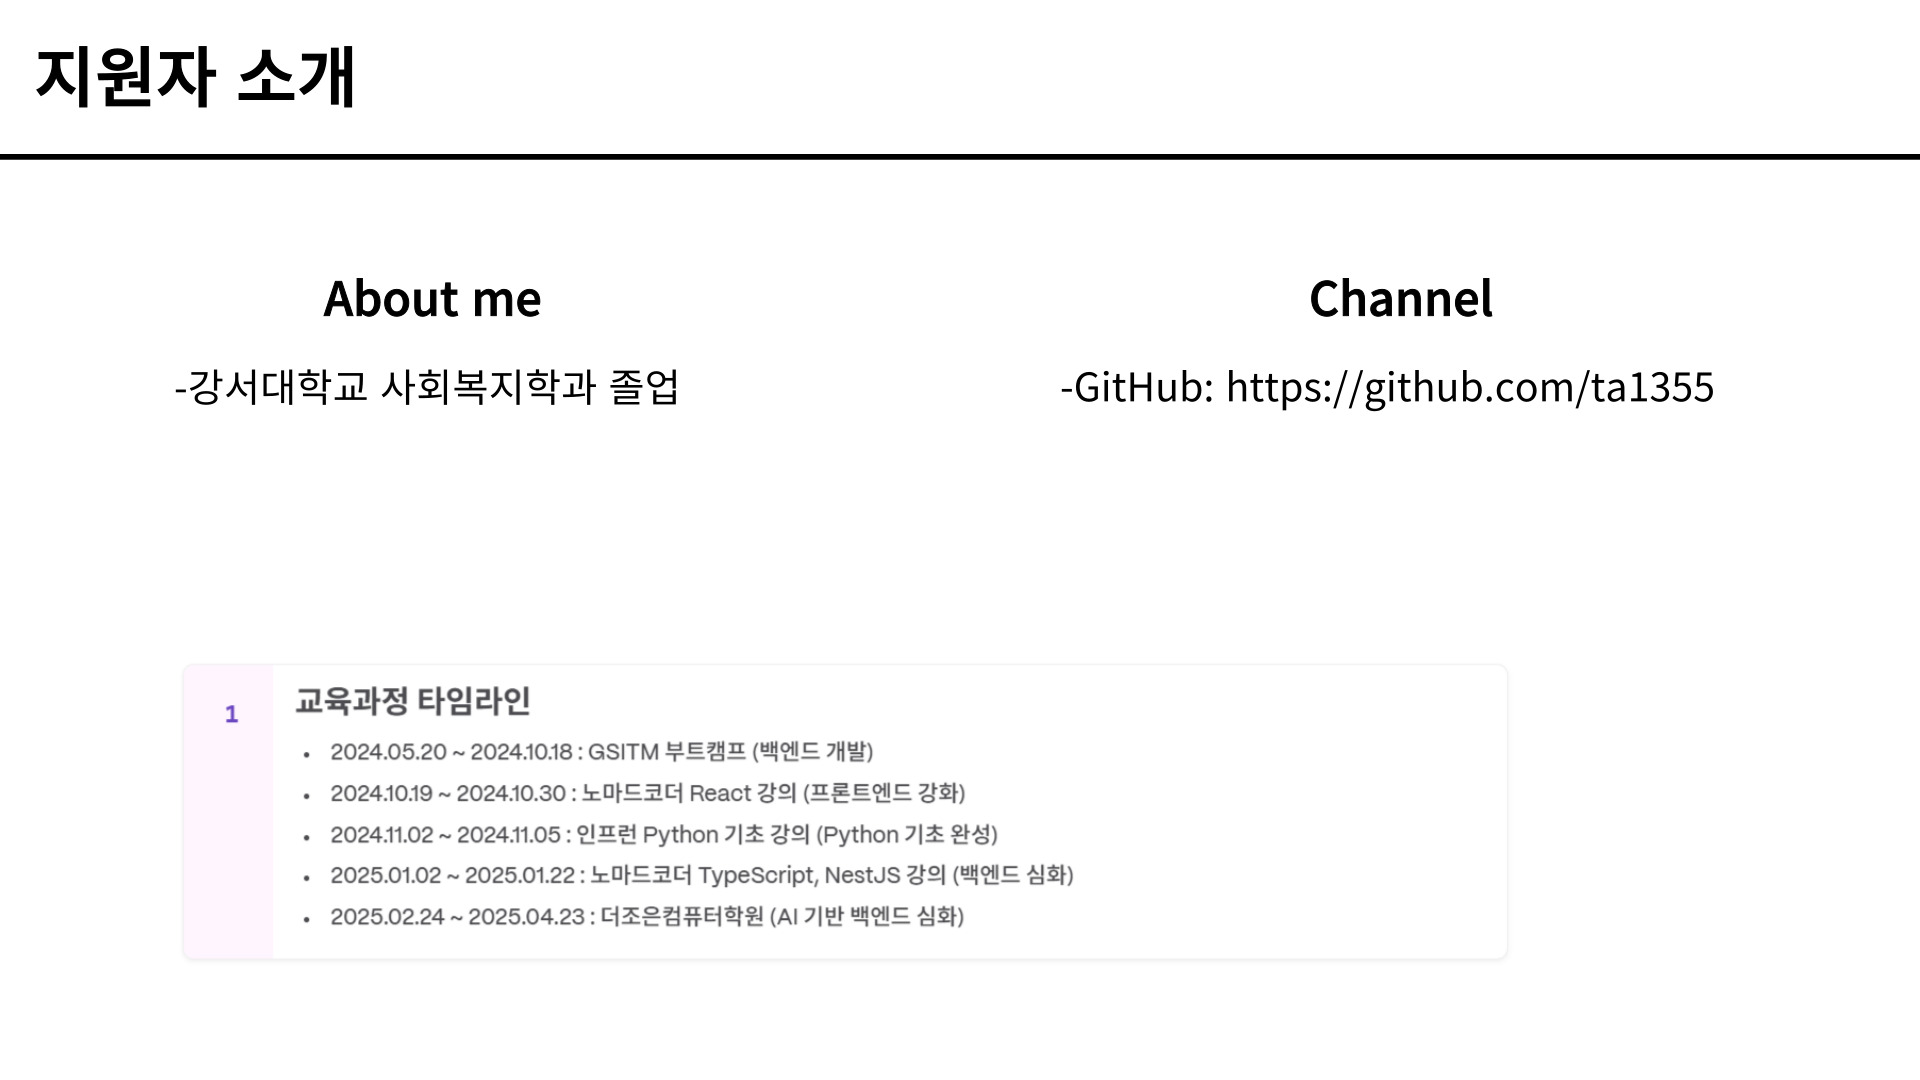 지원자 소개
About me
-강서대학교 사회복지학과 졸업
Channel
-GitHub: https://github.com/ta1355
1
교육과정 타임라인
• 2024.05.20 ~ 2024.10.18 : GSITM 부트캠프 (백엔드 개발)
• 2024.10.19 ~ 2024.10.30 : 노마드코더 React 강의 (프론트엔드 강화)
• 2024.11.02 ~ 2024.11.05 : 인프런 Python 기초 강의 (Python 기초 완성)
• 2025.01.02 ~ 2025.01.22 : 노마드코더 TypeScript, NestJS 강의 (백엔드 심화)
• 2025.02.24 ~ 2025.04.23 : 더조은컴퓨터학원 (AI 기반 백엔드 심화)